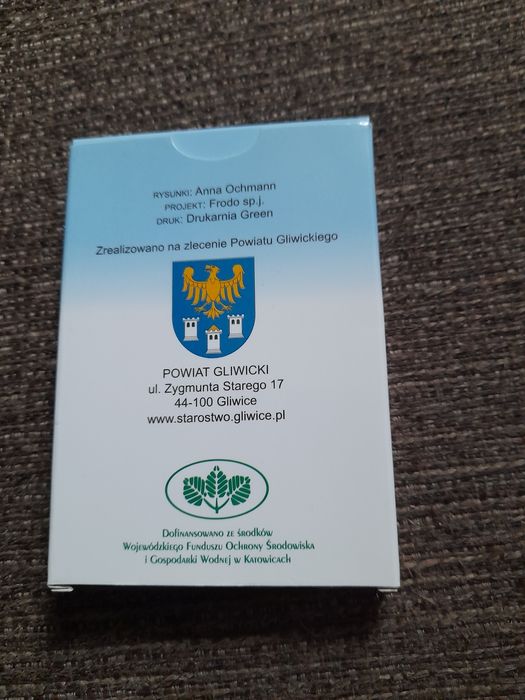 RYSUNKI: Anna Ochmann
PROJEKT: Frodo sp.j.
DRUK: Drukarnia Green
Zrealizowano na zlecenie Powiatu Gliwickiego
POWIAT GLIWICKI
ul. Zygmunta Starego 17
44-100 Gliwice
www.starostwo.gliwice.pl
Dofinansowano ze środków
Wojewódzkiego Funduszu Ochrony Środowiska
i Gospodarki Wodnej w Katowicach